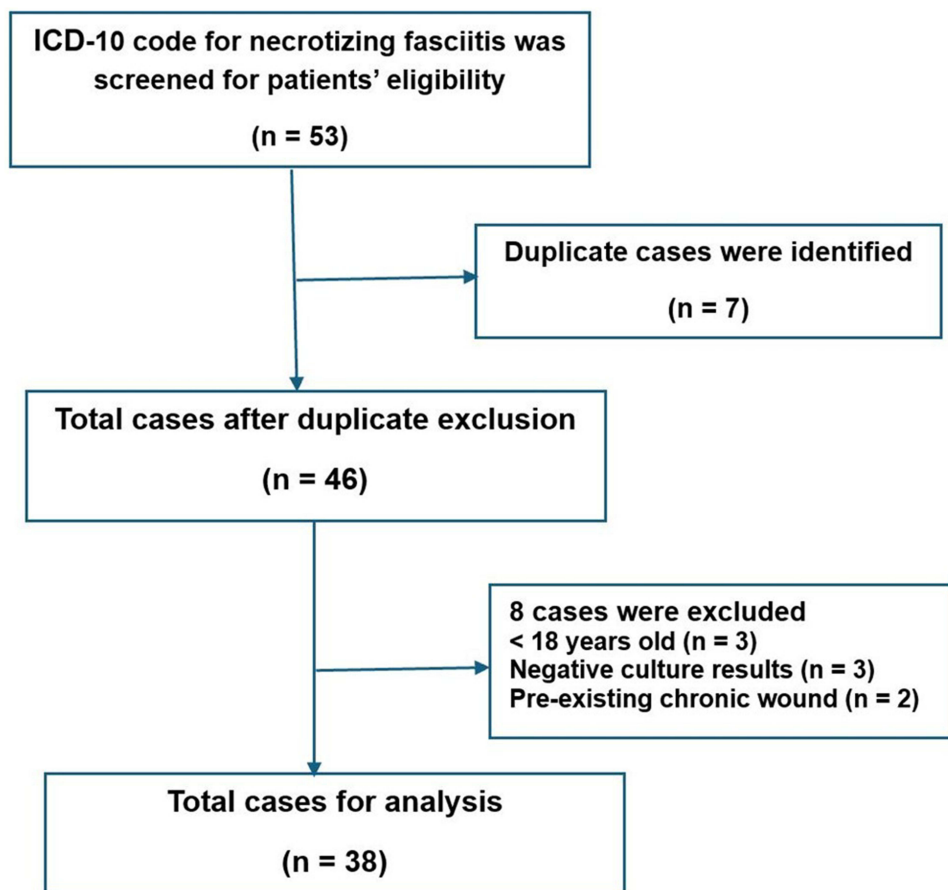 ICD-10 code for necrotizing fasciitis was
screened for patients’ eligibility
(n = 53)
Duplicate cases were identified
(n = 7)
Total cases after duplicate exclusion
(n = 46)
8 cases were excluded
< 18 years old (n = 3)
Negative culture results (n = 3)
Pre-existing chronic wound (n = 2)
Total cases for analysis
(n = 38)